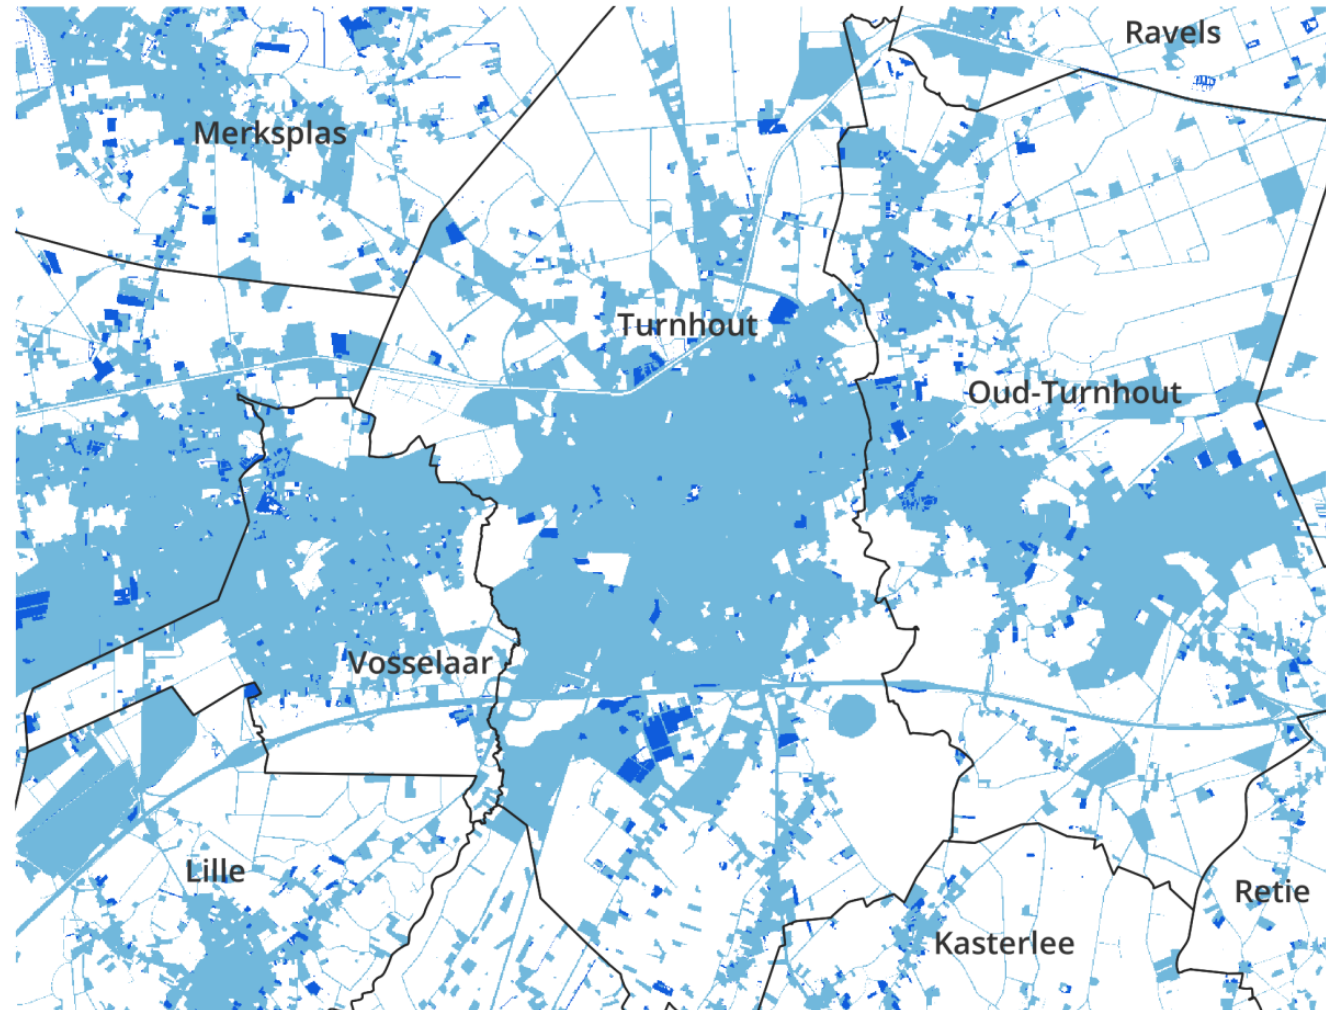 Ravels
Merksplas
Turnhout
Oud-Turnhout
Vosselaar
Lille
Retie
Kasterlee